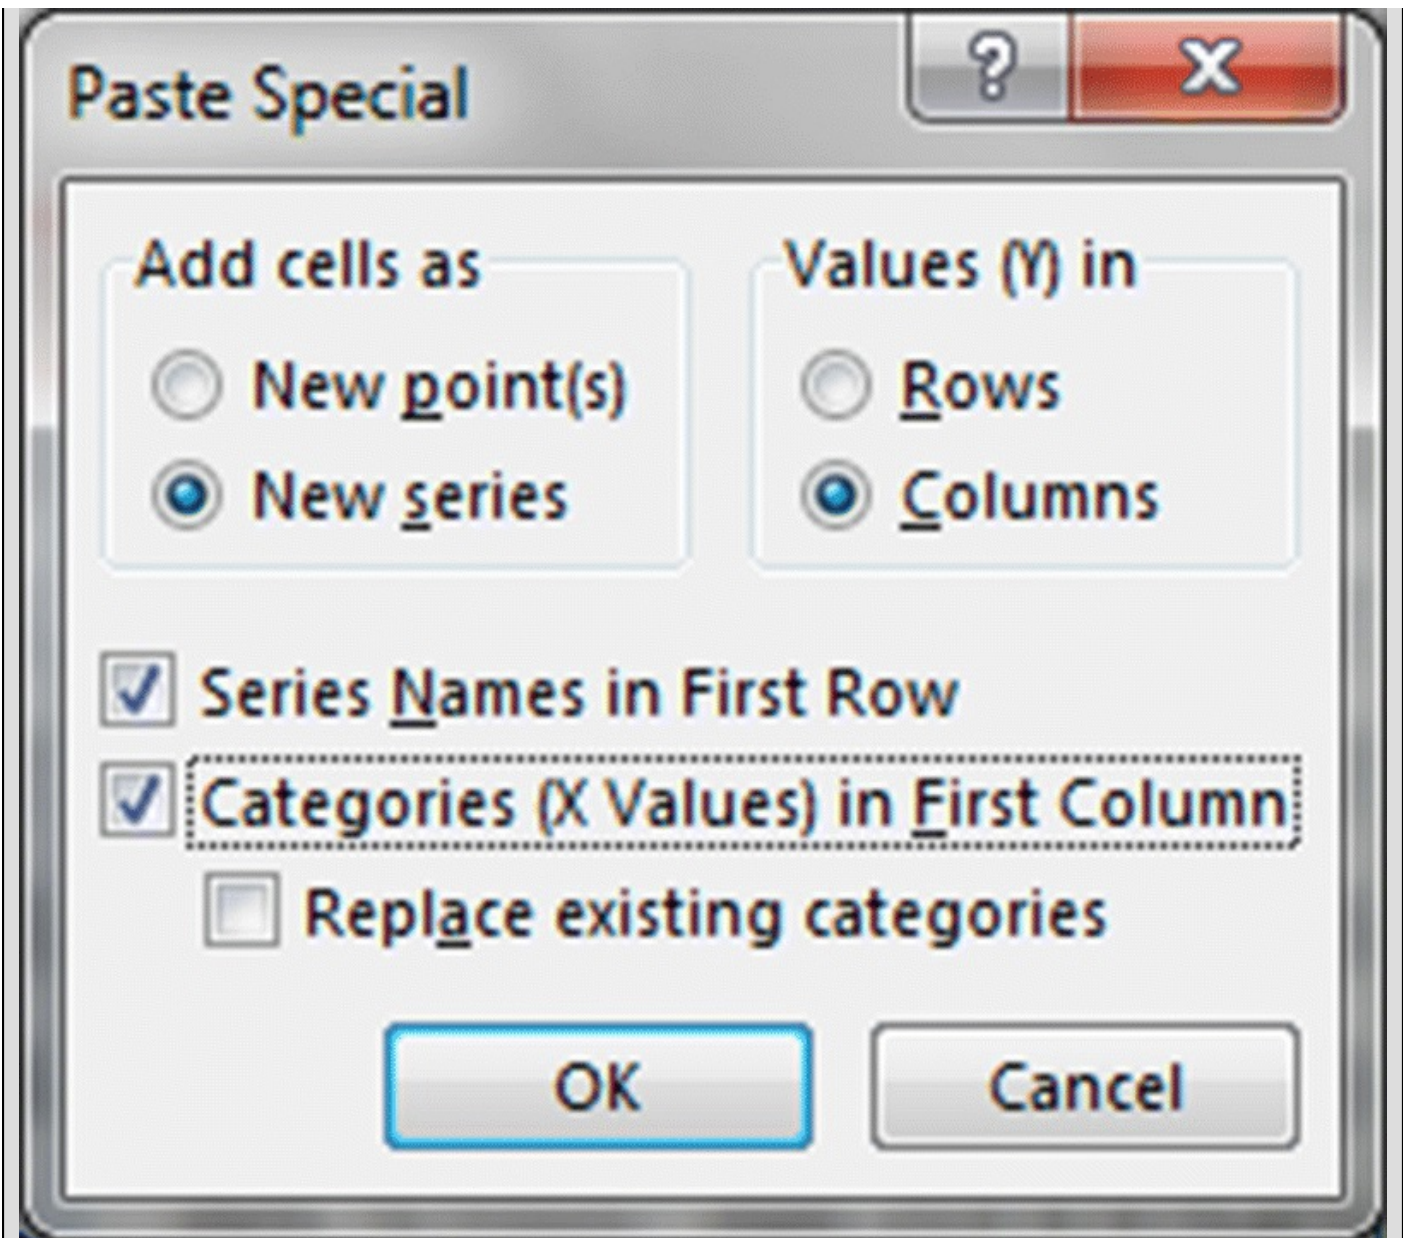 Paste Special
Add cells as
New point(s)
New series
Values (Y) in
Rows
Columns
Series Names in First Row
Categories (X Values) in First Column
Replace existing categories
OK
Cancel